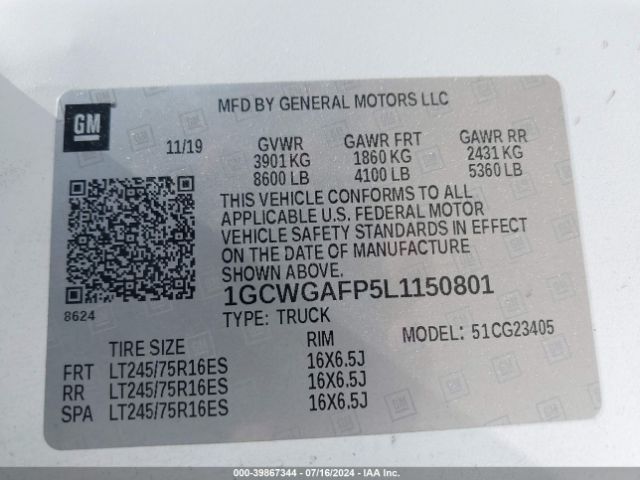 GM
MFD BY GENERAL MOTORS LLC
11/19 GVWR GAWR FRT GAWR RR
3901 KG 1860 KG 2431 KG
8600 LB 4100 LB 5360 LB
THIS VEHICLE CONFORMS TO ALL
APPLICABLE U.S. FEDERAL MOTOR
VEHICLE SAFETY STANDARDS IN EFFECT
ON THE DATE OF MANUFACTURE
SHOWN ABOVE.
1GCWGAFP5L1150801
8624
TYPE: TRUCK MODEL: 51CG23405
TIRE SIZE RIM
FRT LT245/75R16ES 16X6.5J
RR LT245/75R16ES 16X6.5J
SPA LT245/75R16ES 16X6.5J
000-39867344 / 07/16/2024 - IAA Inc.